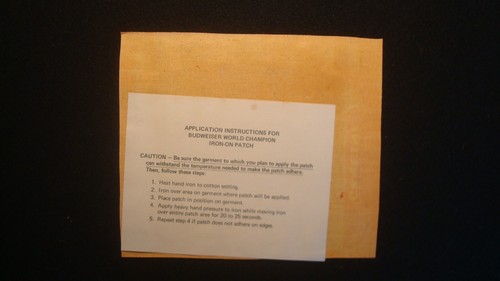 APPLICATION INSTRUCTIONS FOR
BUDWEISER WORLD CHAMPION
IRON-ON PATCH
CAUTION — Be sure the garment to which you plan to apply the patch
can withstand the temperature needed to make the patch adhere.
Then, follow these steps:
1. Heat hand iron to cotton setting.
2. Iron over area on garment where patch will be applied.
3. Place patch in position on garment.
4. Apply heavy hand pressure to iron while moving iron
over entire patch area for 20 to 25 seconds.
5. Repeat step 4 if patch does not adhere on edges.